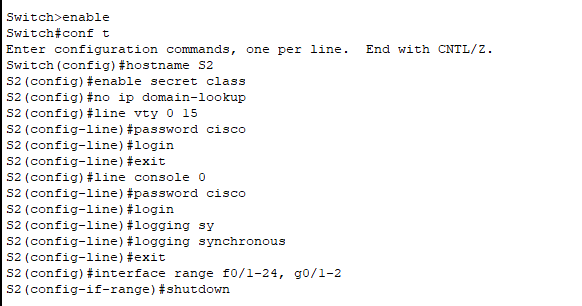 Switch>enable
Switch#conf t
Enter configuration commands, one per line.  End with CNTL/Z.
Switch(config)#hostname S2
S2(config)#enable secret class
S2(config)#no ip domain-lookup
S2(config)#line vty 0 15
S2(config-line)#password cisco
S2(config-line)#login
S2(config-line)#exit
S2(config)#line console 0
S2(config-line)#password cisco
S2(config-line)#login
S2(config-line)#logging sy
S2(config-line)#logging synchronous
S2(config-line)#exit
S2(config)#interface range f0/1-24, g0/1-2
S2(config-if-range)#shutdown